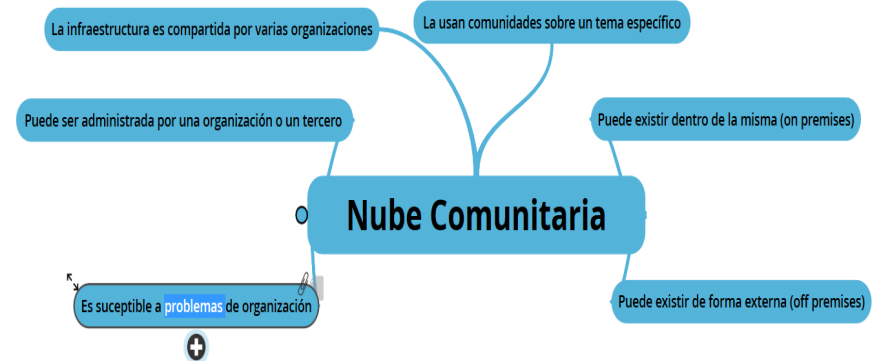 La infraestructura es compartida por varias organizaciones
La usan comunidades sobre un tema específico
Puede ser administrada por una organización o un tercero
Puede existir dentro de la misma (on premises)
Nube Comunitaria
Es suceptible a problemas de organización
Puede existir de forma externa (off premises)